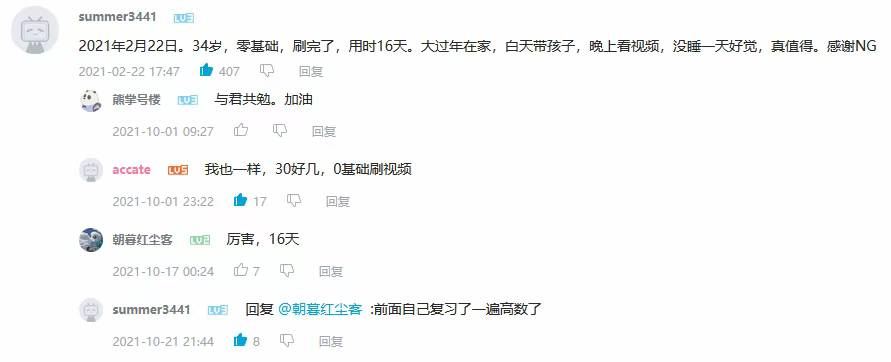 summer3441 LV3
2021年2月22日。34岁，零基础，刷完了，用时16天。大过年在家，白天带孩子，晚上看视频，没睡一天好觉，真值得。感谢NG
2021-02-22 17:47 407 回复
熊掌号楼 LV3 与君共勉。加油
2021-10-01 09:27 回复
accate LV5 我也一样，30好几，0基础刷视频
2021-10-01 23:22 17 回复
朝暮红尘客 LV2 厉害，16天
2021-10-17 00:24 7 回复
summer3441 LV3 回复 @朝暮红尘客 :前面自己复习了一遍高数了
2021-10-21 21:44 8 回复